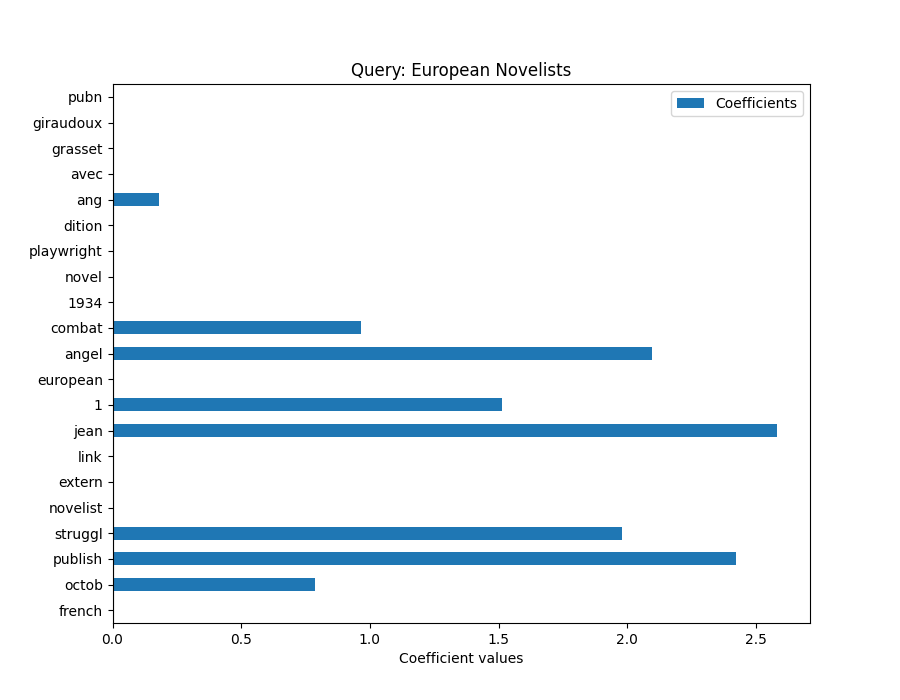 Query: European Novelists
Coefficients
pubn
giraudoux
grasset
avec
ang
dition
playwright
novel
1934
combat
angel
european
1
jean
link
extern
novelist
struggl
publish
octob
french
0.0 0.5 1.0 1.5 2.0 2.5
Coefficient values